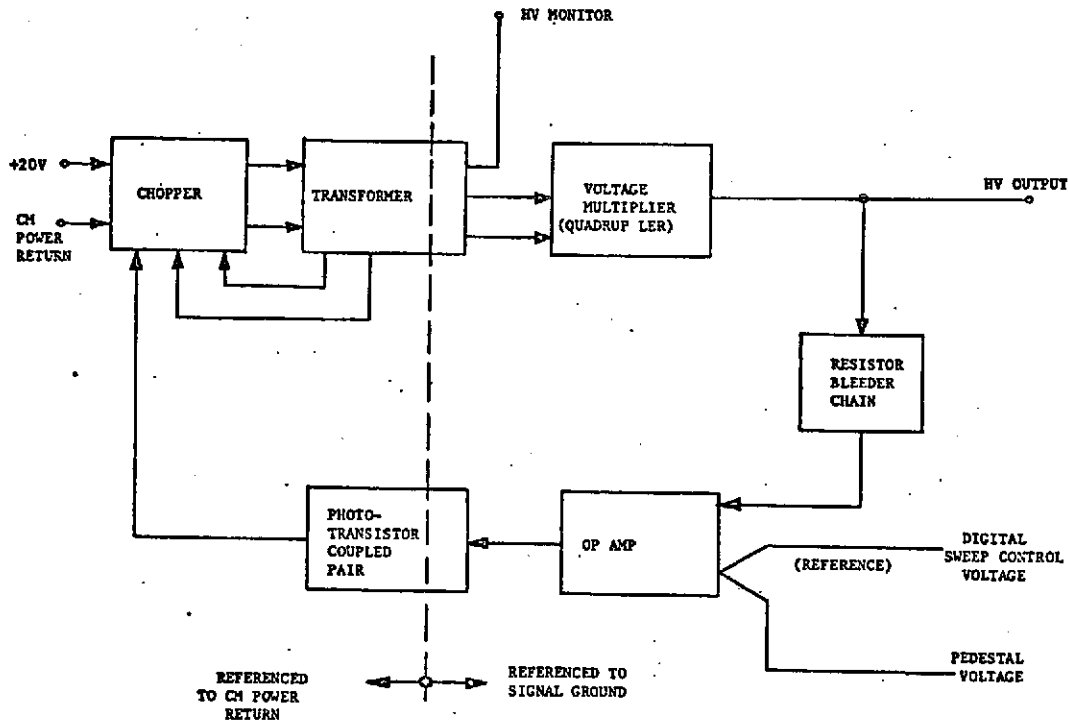 HV MONITOR
+20V
CM
POWER
RETURN
CHOPPER
TRANSFORMER
VOLTAGE
MULTIPLIER
(QUADRUP LER)
HV OUTPUT
RESISTOR
BLEEDER
CHAIN
PHOTO-
TRANSISTOR
COUPLED
PAIR
OP AMP
(REFERENCE)
DIGITAL
SWEEP CONTROL
VOLTAGE
PEDESTAL
VOLTAGE
REFERENCED
TO CM POWER
RETURN
REFERENCED TO
SIGNAL GROUND